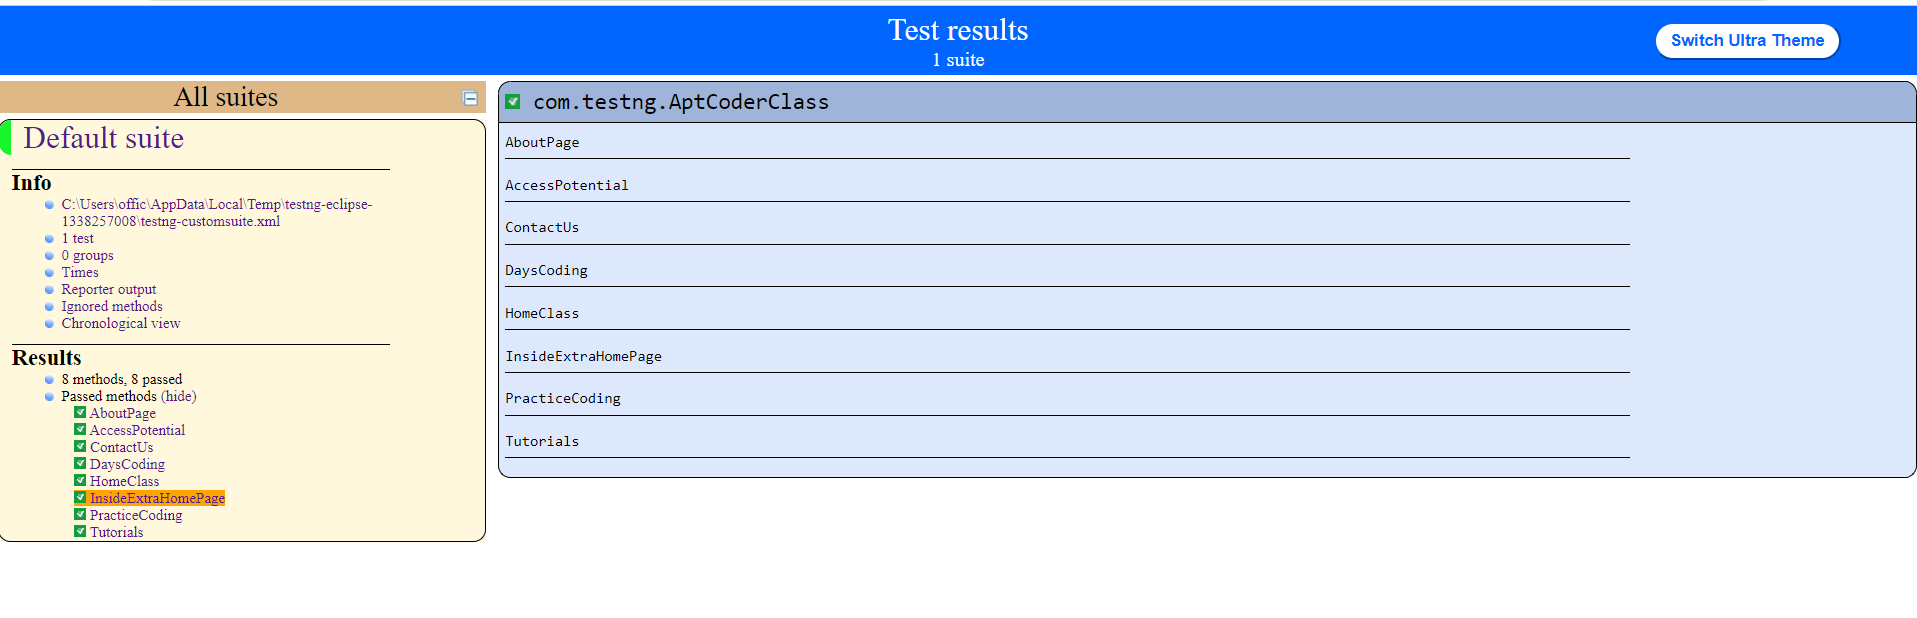 Test results
1 suite
Switch Ultra Theme
All suites
Default suite
Info
C:\Users\offic\AppData\Local\Temp\testng-eclipse-
1338257008\testng-customsuite.xml
1 test
0 groups
Times
Reporter output
Ignored methods
Chronological view
Results
8 methods, 8 passed
Passed methods (hide)
AboutPage
AccessPotential
ContactUs
DaysCoding
HomeClass
InsideExtraHomePage
PracticeCoding
Tutorials
com.testng.AptCoderClass
AboutPage
AccessPotential
ContactUs
DaysCoding
HomeClass
InsideExtraHomePage
PracticeCoding
Tutorials